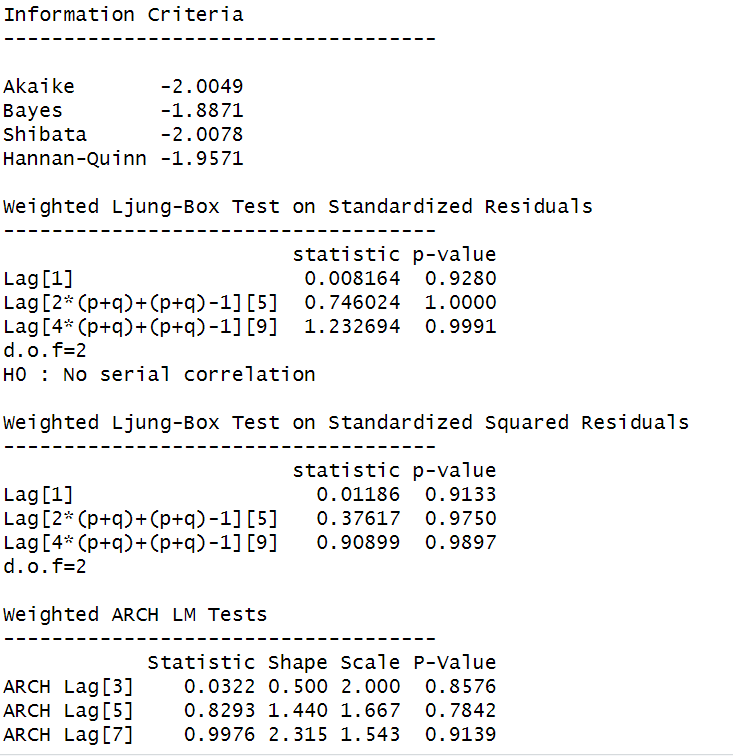 Information Criteria
------------------------------------
Akaike       -2.0049
Bayes        -1.8871
Shibata      -2.0078
Hannan-Quinn -1.9571
Weighted Ljung-Box Test on Standardized Residuals
------------------------------------
                        statistic p-value
Lag[1]                   0.008164  0.9280
Lag[2*(p+q)+(p+q)-1][5]  0.746024  1.0000
Lag[4*(p+q)+(p+q)-1][9]  1.232694  0.9991
d.o.f=2
H0 : No serial correlation
Weighted Ljung-Box Test on Standardized Squared Residuals
------------------------------------
                        statistic p-value
Lag[1]                    0.01186  0.9133
Lag[2*(p+q)+(p+q)-1][5]   0.37617  0.9750
Lag[4*(p+q)+(p+q)-1][9]   0.90899  0.9897
d.o.f=2
Weighted ARCH LM Tests
------------------------------------
            Statistic Shape Scale P-Value
ARCH Lag[3]    0.0322 0.500 2.000  0.8576
ARCH Lag[5]    0.8293 1.440 1.667  0.7842
ARCH Lag[7]    0.9976 2.315 1.543  0.9139